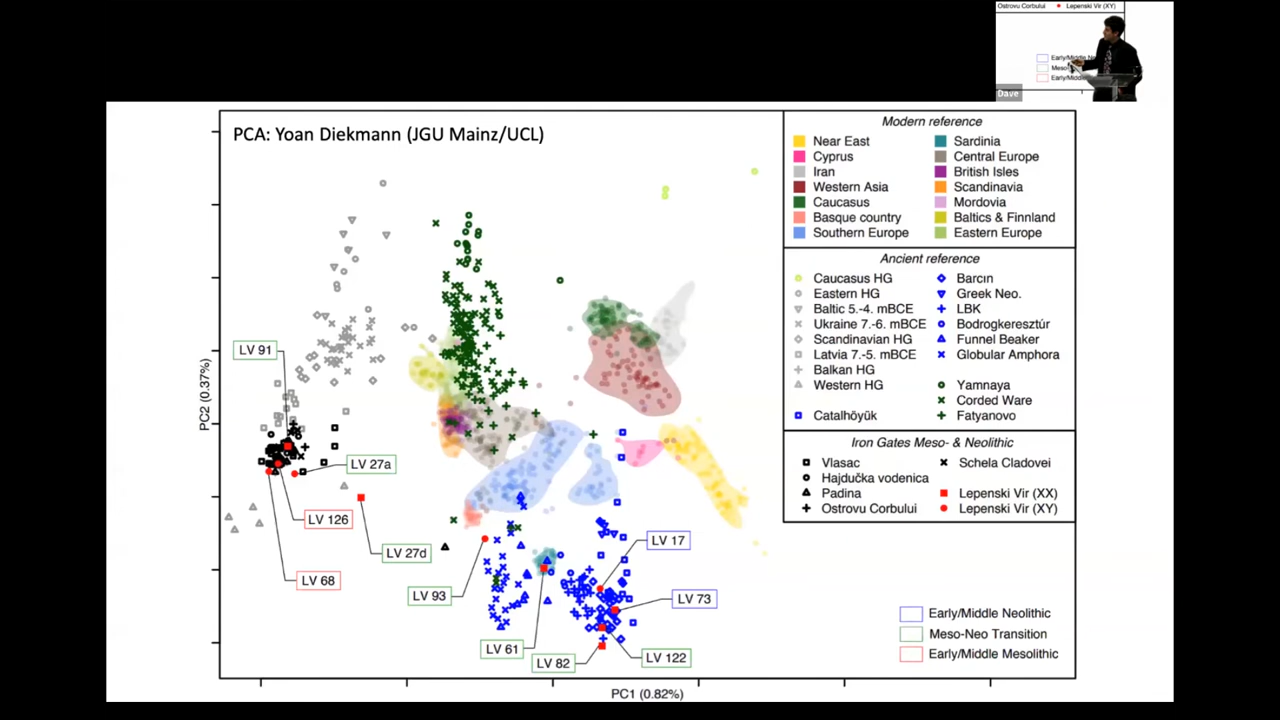 Ostrovu Corbului Lepenski Vir (XY)
Early/Middle Ne
Meso-
Early/Middle
Dave
PCA: Yoan Diekmann (JGU Mainz/UCL)
Modern reference
Near East Sardinia
Cyprus Central Europe
Iran British Isles
Western Asia Scandinavia
Caucasus Mordovia
Basque country Baltics & Finnland
Southern Europe Eastern Europe
Ancient reference
Caucasus HG Barcın
Eastern HG Greek Neo.
Baltic 5.-4. mBCE LBK
Ukraine 7.-6. mBCE Bodrogkeresztúr
Scandinavian HG Funnel Beaker
Latvia 7.-5. mBCE Globular Amphora
Balkan HG
Western HG Yamnaya
Corded Ware
Catalhöyük Fatyanovo
Iron Gates Meso- & Neolithic
Vlasac Schela Cladovei
Hajdučka vodenica
Padina Lepenski Vir (XX)
Ostrovu Corbului Lepenski Vir (XY)
LV 91
LV 27a
LV 126
LV 27d
LV 68
LV 93
LV 17
LV 73
LV 61
LV 82
LV 122
Early/Middle Neolithic
Meso-Neo Transition
Early/Middle Mesolithic
PC2 (0.37%)
PC1 (0.82%)